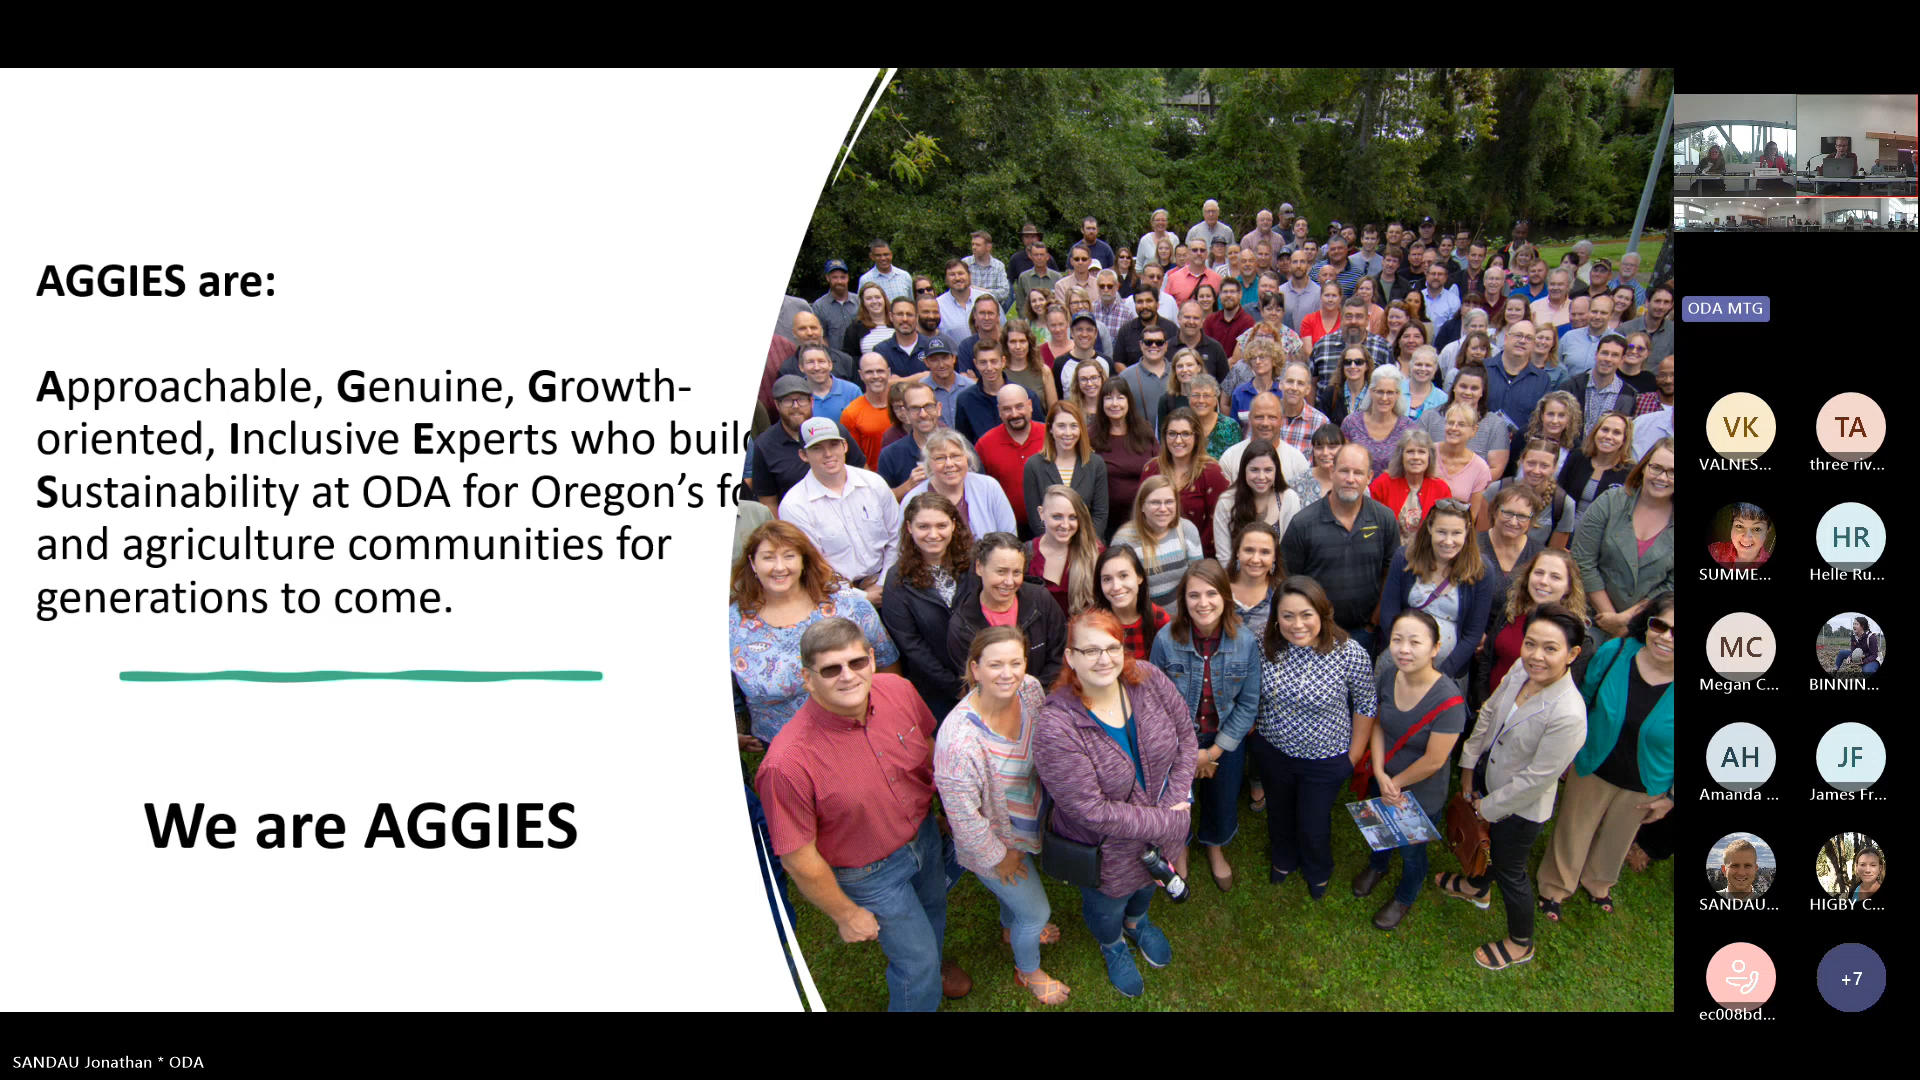 AGGIES are:
Approachable, Genuine, Growth-
oriented, Inclusive Experts who build
Sustainability at ODA for Oregon's fo
and agriculture communities for
generations to come.
We are AGGIES
ODA MTG
VK
VALNES...
TA
three riv...
SUMME...
HR
Helle Ru...
MC
Megan C...
BINNIN...
AH
Amanda ...
JF
James Fr...
SANDAU...
HIGBY C...
ec008bd...
+7
SANDAU Jonathan * ODA